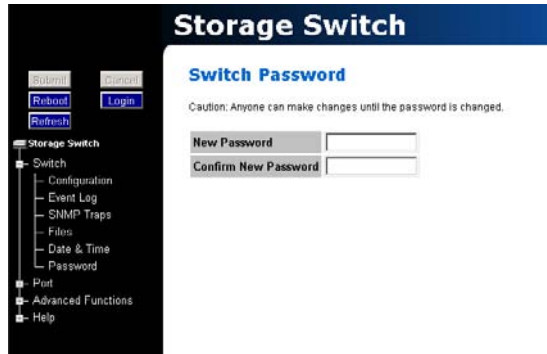 Storage Switch
Submit Cancel
Reboot Login
Refresh
Storage Switch
Switch
Configuration
Event Log
SNMP Traps
Files
Date & Time
Password
Port
Advanced Functions
Help
Switch Password
Caution: Anyone can make changes until the password is changed.
New Password
Confirm New Password